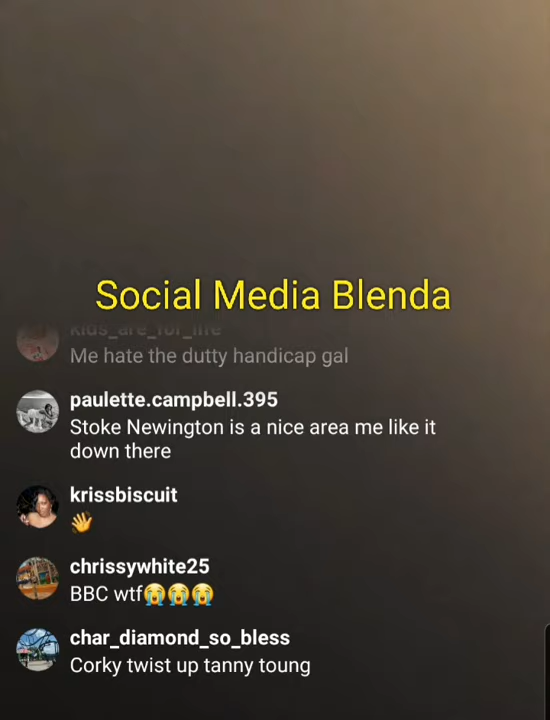 Social Media Blenda
kids_are_for_life
Me hate the dutty handicap gal
paulette.campbell.395
Stoke Newington is a nice area me like it
down there
krissbiscuit
👋
chrissywhite25
BBC wtf😭😭😭
char_diamond_so_bless
Corky twist up tanny toung